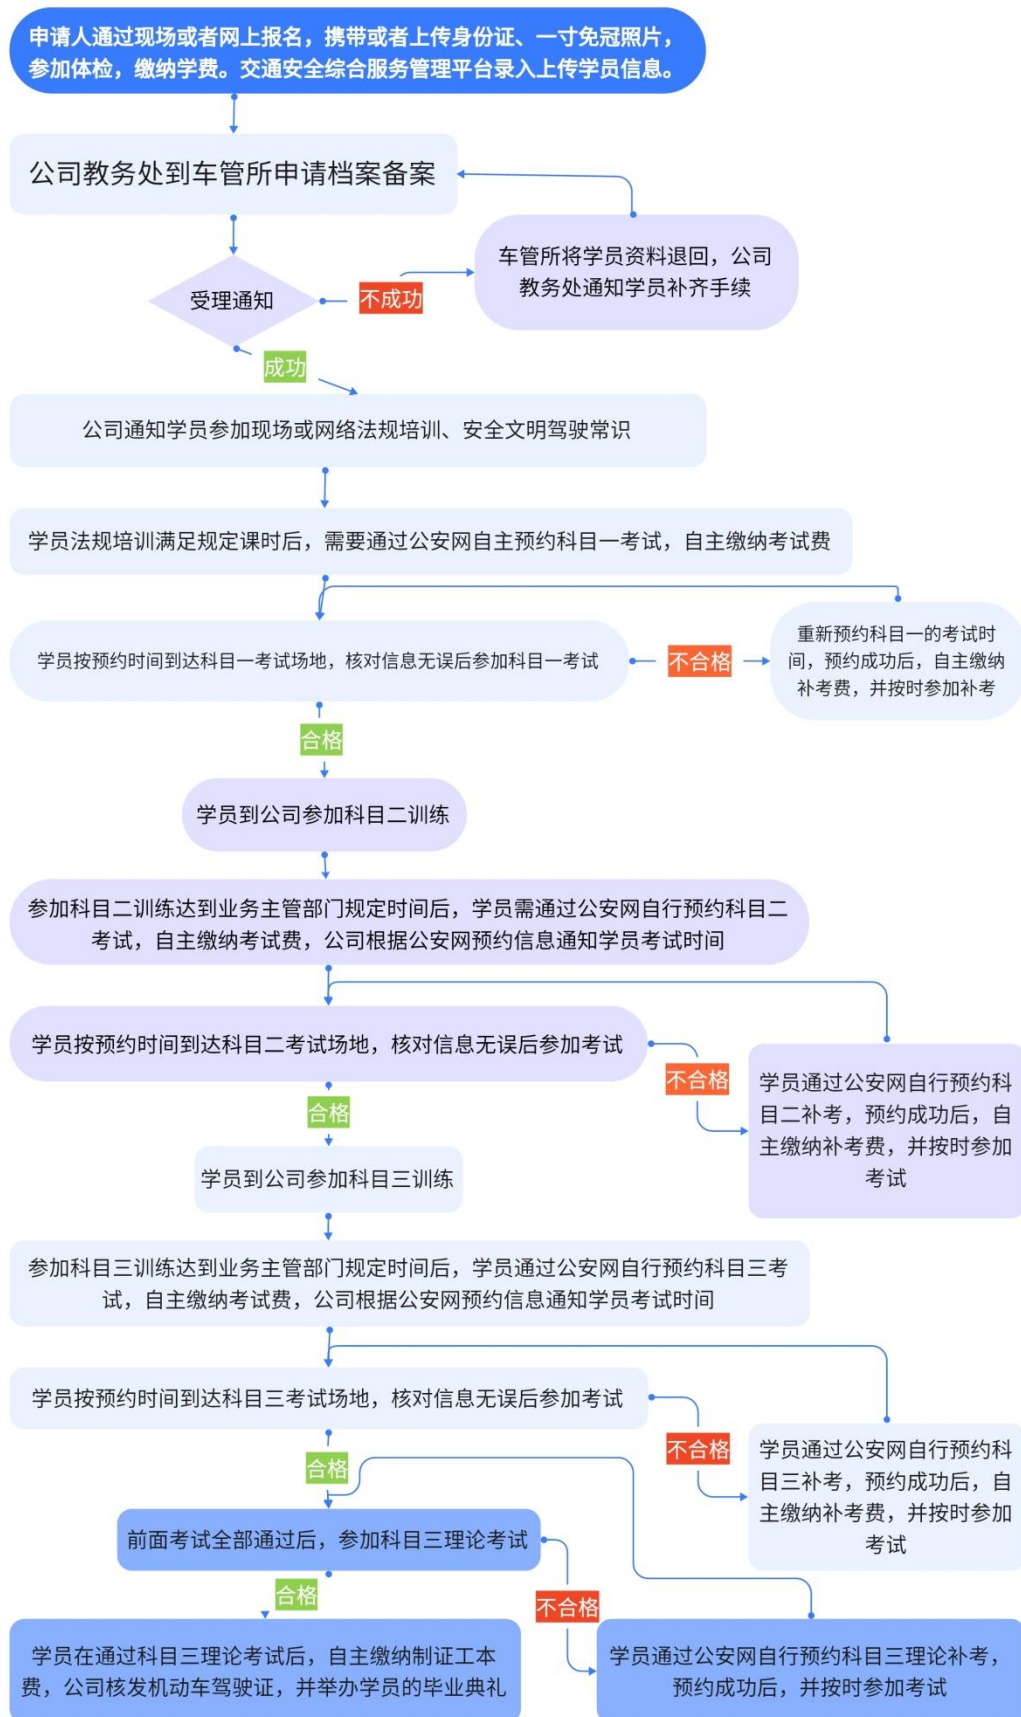 申请人通过现场或者网上报名，携带或者上传身份证、一寸免冠照片，
参加体检，缴纳学费。交通安全综合服务管理平台录入上传学员信息。
公司教务处到车管所申请档案备案
车管所将学员资料退回，公司
教务处通知学员补齐手续
受理通知
不成功
成功
公司通知学员参加现场或网络法规培训、安全文明驾驶常识
学员法规培训满足规定课时后，需要通过公安网自主预约科目一考试，自主缴纳考试费
学员按预约时间到达科目一考试场地，核对信息无误后参加科目一考试
不合格
重新预约科目一的考试时
间，预约成功后，自主缴纳
补考费，并按时参加补考
合格
学员到公司参加科目二训练
参加科目二训练达到业务主管部门规定时间后，学员需通过公安网自行预约科目二
考试，自主缴纳考试费，公司根据公安网预约信息通知学员考试时间
学员按预约时间到达科目二考试场地，核对信息无误后参加考试
不合格
学员通过公安网自行预约科
目二补考，预约成功后，自
主缴纳补考费，并按时参加
考试
合格
学员到公司参加科目三训练
参加科目三训练达到业务主管部门规定时间后，学员通过公安网自行预约科目三考
试，自主缴纳考试费，公司根据公安网预约信息通知学员考试时间
学员按预约时间到达科目三考试场地，核对信息无误后参加考试
不合格
学员通过公安网自行预约科
目三补考，预约成功后，自
主缴纳补考费，并按时参加
考试
合格
前面考试全部通过后，参加科目三理论考试
合格
不合格
学员在通过科目三理论考试后，自主缴纳制证工本
费，公司核发机动车驾驶证，并举办学员的毕业典礼
学员通过公安网自行预约科目三理论补考，
预约成功后，并按时参加考试